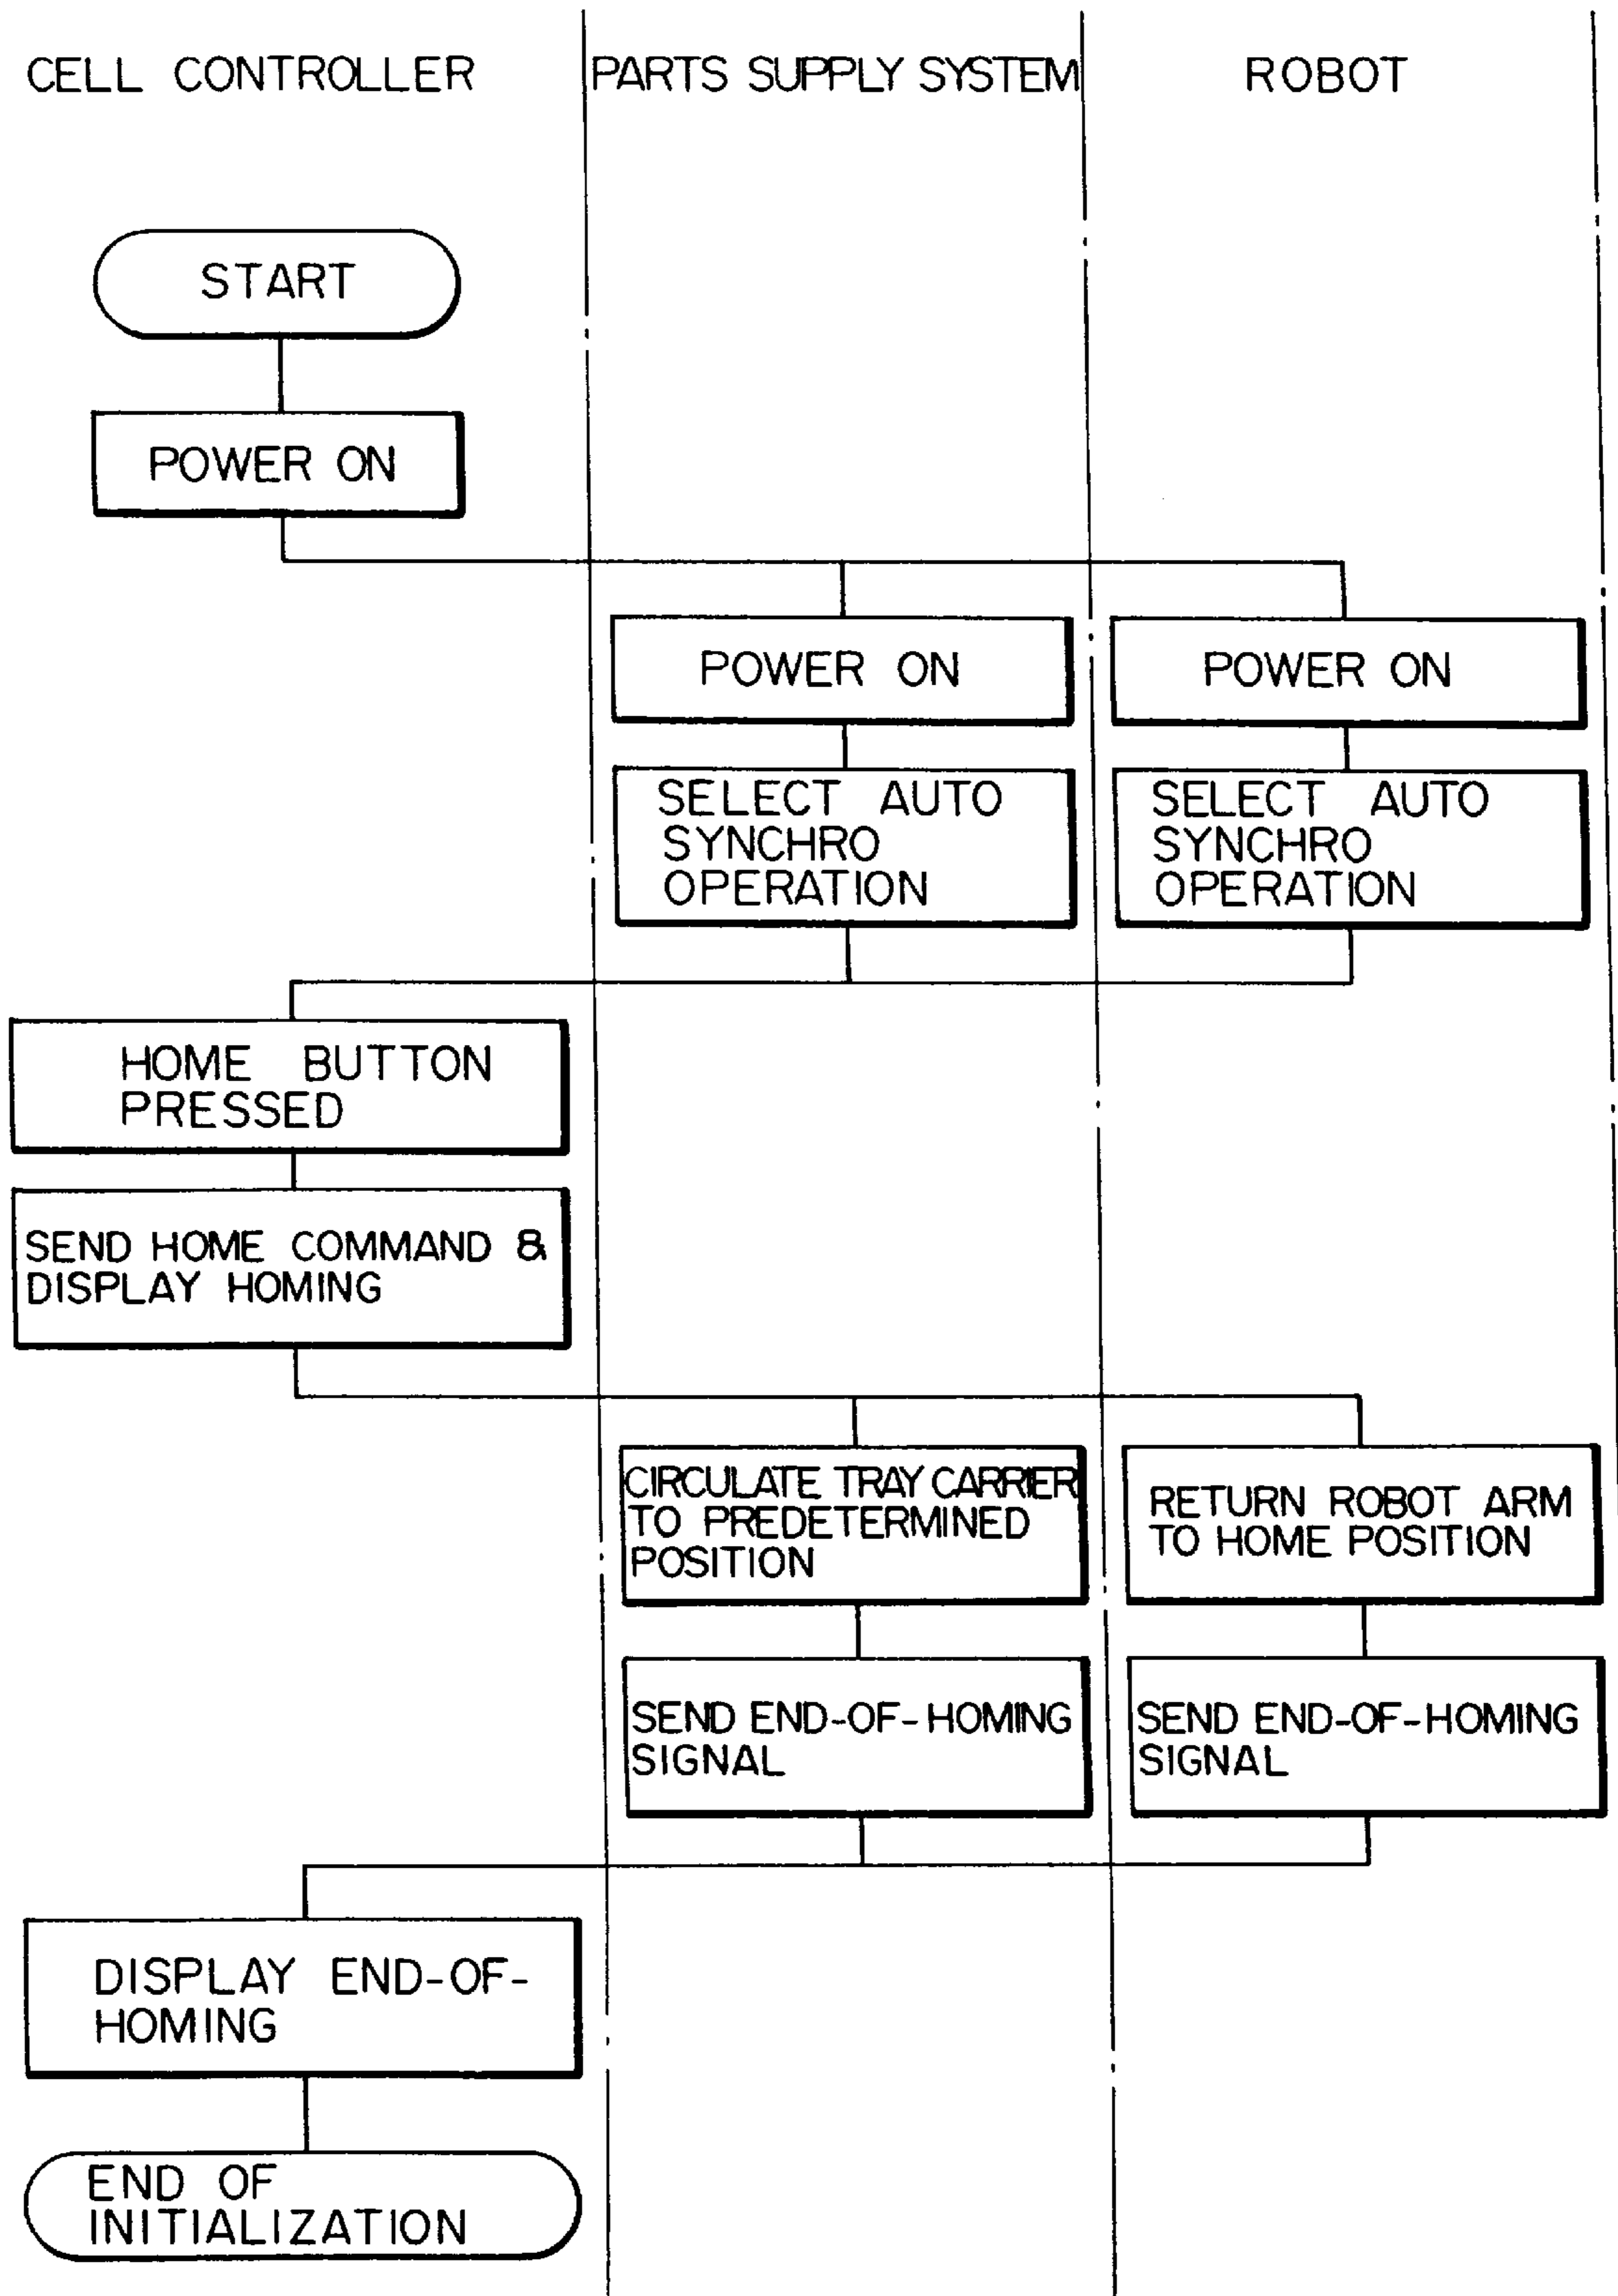 CELL CONTROLLER
PARTS SUPPLY SYSTEM
ROBOT
START
POWER ON
POWER ON
POWER ON
SELECT AUTO
SYNCHRO
OPERATION
SELECT AUTO
SYNCHRO
OPERATION
HOME BUTTON
PRESSED
SEND HOME COMMAND &
DISPLAY HOMING
CIRCULATE TRAY CARRIER
TO PREDETERMINED
POSITION
RETURN ROBOT ARM
TO HOME POSITION
SEND END-OF-HOMING
SIGNAL
SEND END-OF-HOMING
SIGNAL
DISPLAY END-OF-
HOMING
END OF
INITIALIZATION